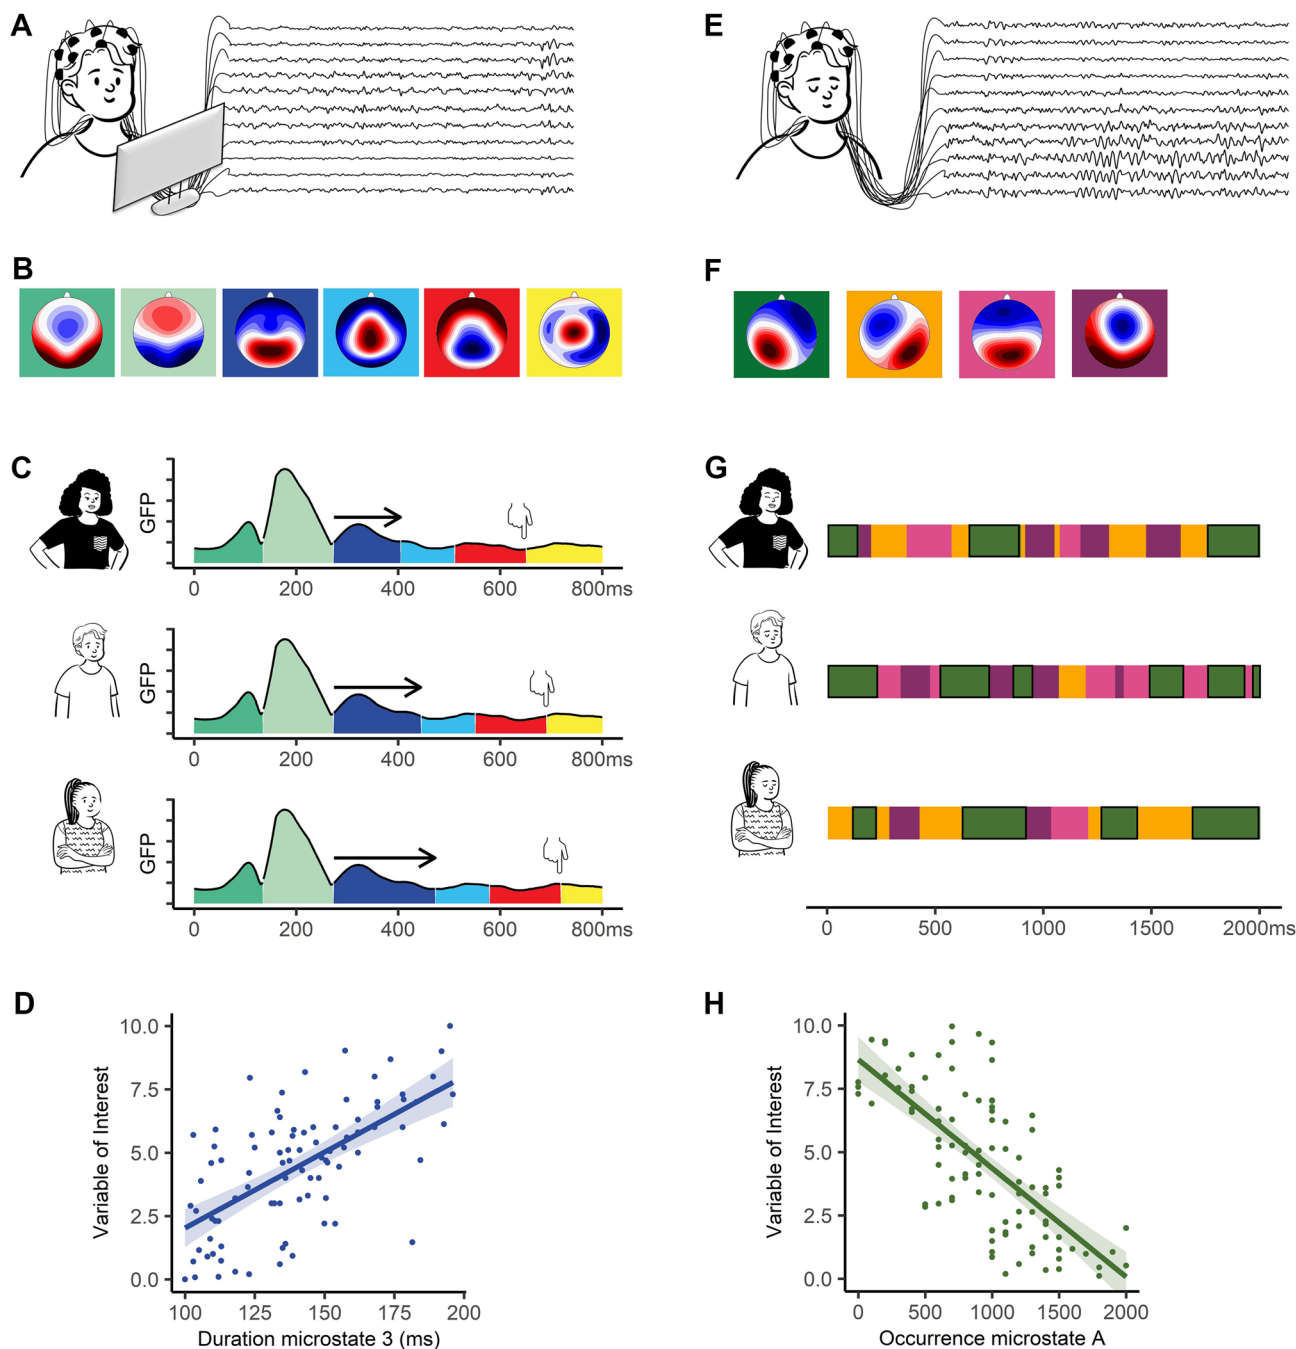 A
E
B
F
C
GFP
0 200 400 600 800ms
GFP
0 200 400 600 800ms
GFP
0 200 400 600 800ms
G
0 500 1000 1500 2000ms
D
Variable of Interest
10.0
7.5
5.0
2.5
0.0
100 125 150 175 200
Duration microstate 3 (ms)
H
Variable of Interest
10.0
7.5
5.0
2.5
0.0
0 500 1000 1500 2000
Occurrence microstate A